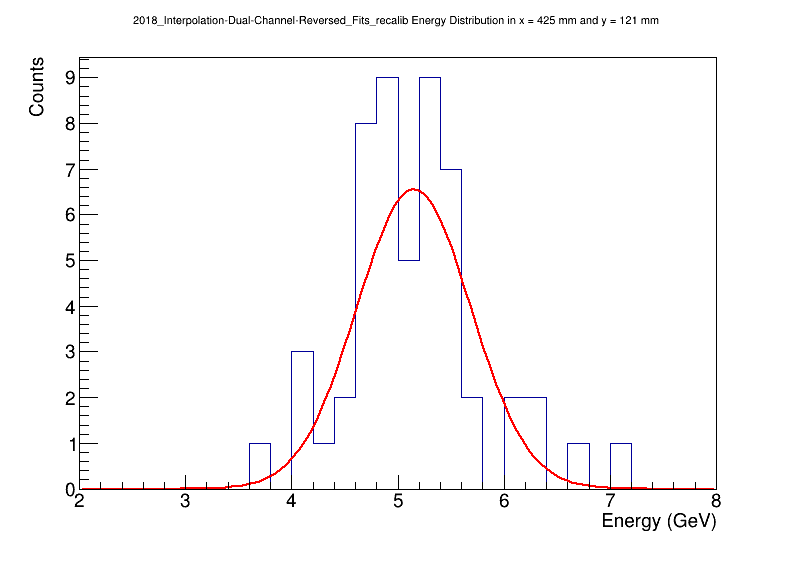 2018_Interpolation-Dual-Channel-Reversed_Fits_recalib Energy Distribution in x = 425 mm and y = 121 mm
Counts
9
8
7
6
5
4
3
2
1
0
2 3 4 5 6 7 8
Energy (GeV)